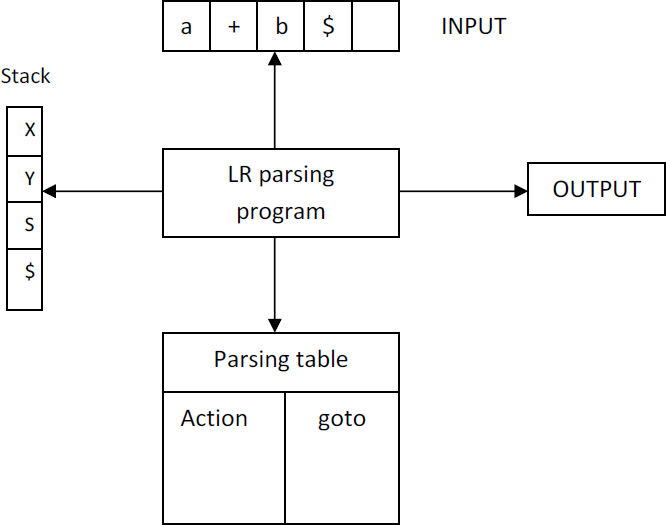 a + b $
INPUT
Stack
X
Y
S
$
LR parsing
program
OUTPUT
Parsing table
Action goto